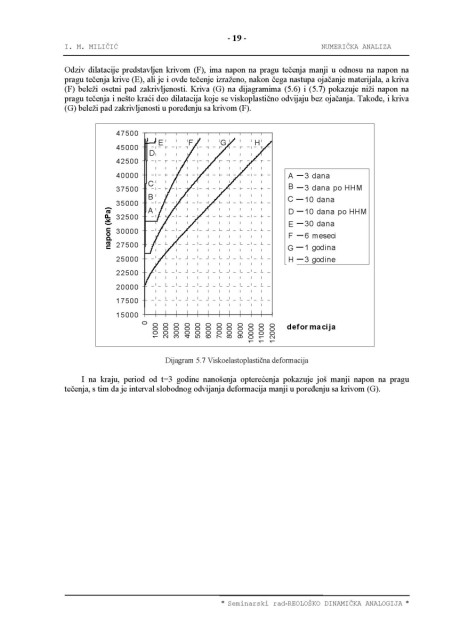 - 19 -
I. M. MILIČIĆ NUMERIČKA ANALIZA
Odziv dilatacije predstavljen krivom (F), ima napon na pragu tečenja manji u odnosu na napon na
pragu tečenja krive (E), ali je i ovde tečenje izraženo, nakon čega nastupa ojačanje materijala, a kriva
(F) beleži osetni pad zakrivljenosti. Kriva (G) na dijagramima (5.6) i (5.7) pokazuje niži napon na
pragu tečenja i nešto kraći deo dilatacija koje se viskoplastično odvijaju bez ojačanja. Takođe, i kriva
(G) beleži pad zakrivljenosti u poređenju sa krivom (F).
47500
45000
42500
40000
37500
35000
32500
30000
27500
25000
22500
20000
17500
15000
napon (kPa)
E F G H
D
C
B
A
0 1000 2000 3000 4000 5000 6000 7000 8000 9000 10000 11000 12000
deformacija
A 3 dana
B 3 dana po HHM
C 10 dana
D 10 dana po HHM
E 30 dana
F 6 meseci
G 1 godina
H 3 godine
Dijagram 5.7 Viskoelastoplastična deformacija
I na kraju, period od t=3 godine nanošenja opterećenja pokazuje još manji napon na pragu
tečenja, s tim da je interval slobodnog odvijanja deformacija manji u poređenju sa krivom (G).
* Seminarski rad-REOLOŠKO DINAMIČKA ANALOGIJA *